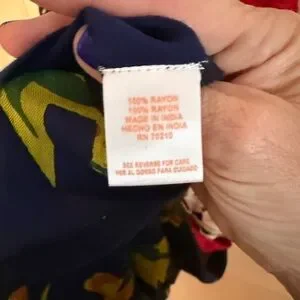 100% RAYON
100% RAYON
MADE IN INDIA
HECHO EN INDIA
RN 75210
SEE REVERSE FOR CARE
VER AL DORSO PARA CUIDADO